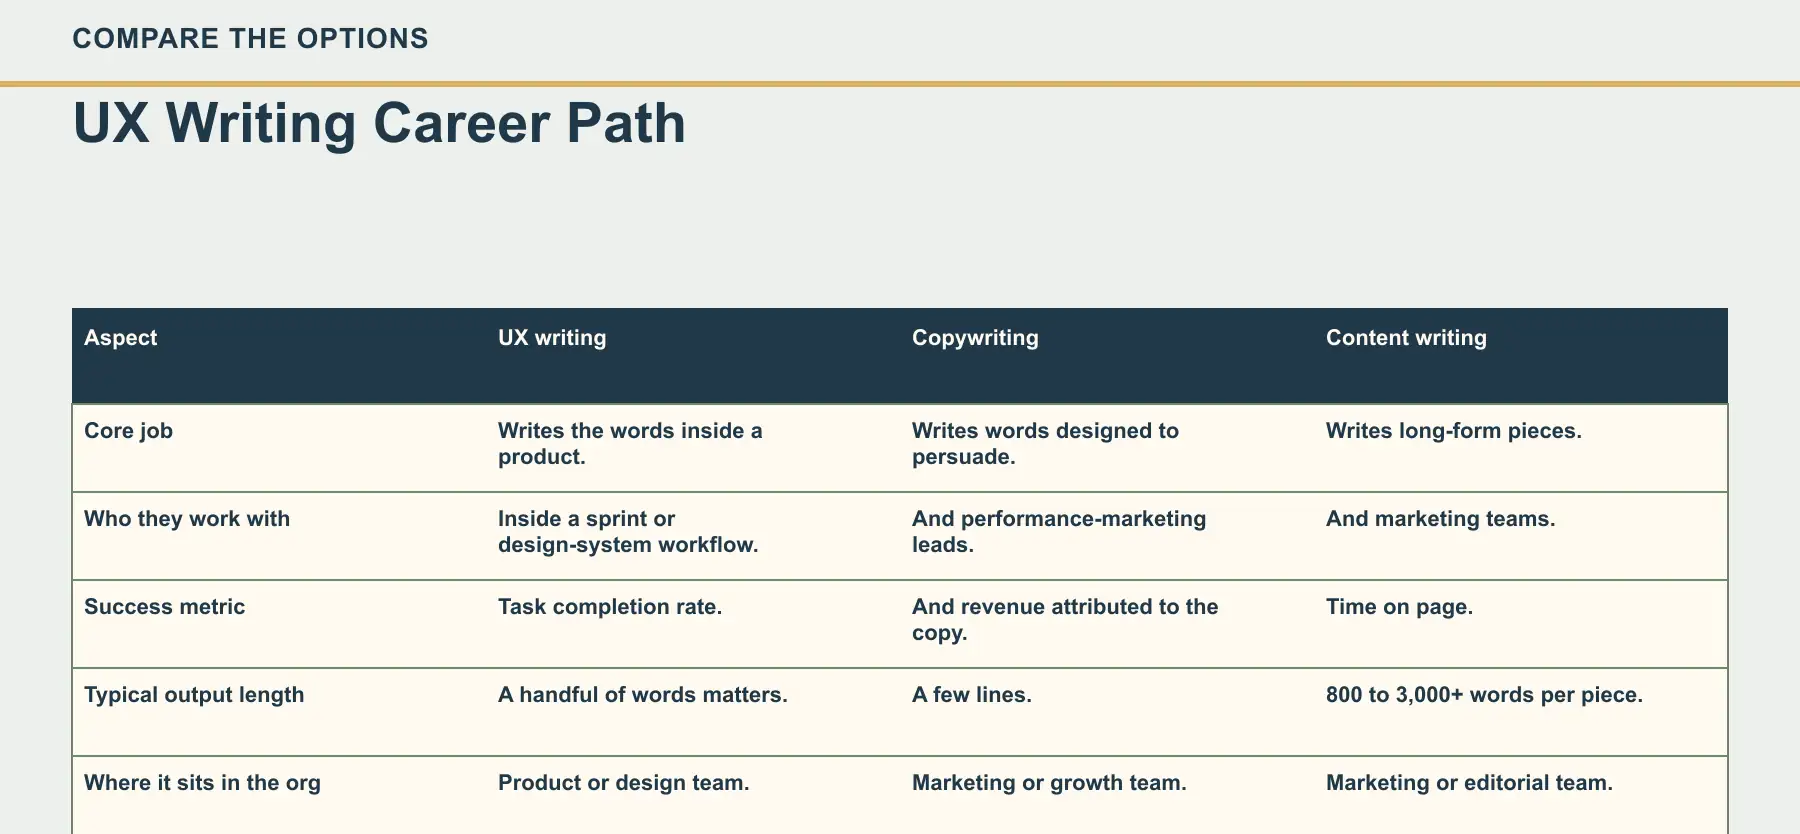 COMPARE THE OPTIONS
UX Writing Career Path
Aspect
UX writing
Copywriting
Content writing
Core job
Writes the words inside a
product.
Writes words designed to
persuade.
Writes long-form pieces.
Who they work with
Inside a sprint or
design-system workflow.
And performance-marketing
leads.
And marketing teams.
Success metric
Task completion rate.
And revenue attributed to the
copy.
Time on page.
Typical output length
A handful of words matters.
A few lines.
800 to 3,000+ words per piece.
Where it sits in the org
Product or design team.
Marketing or growth team.
Marketing or editorial team.